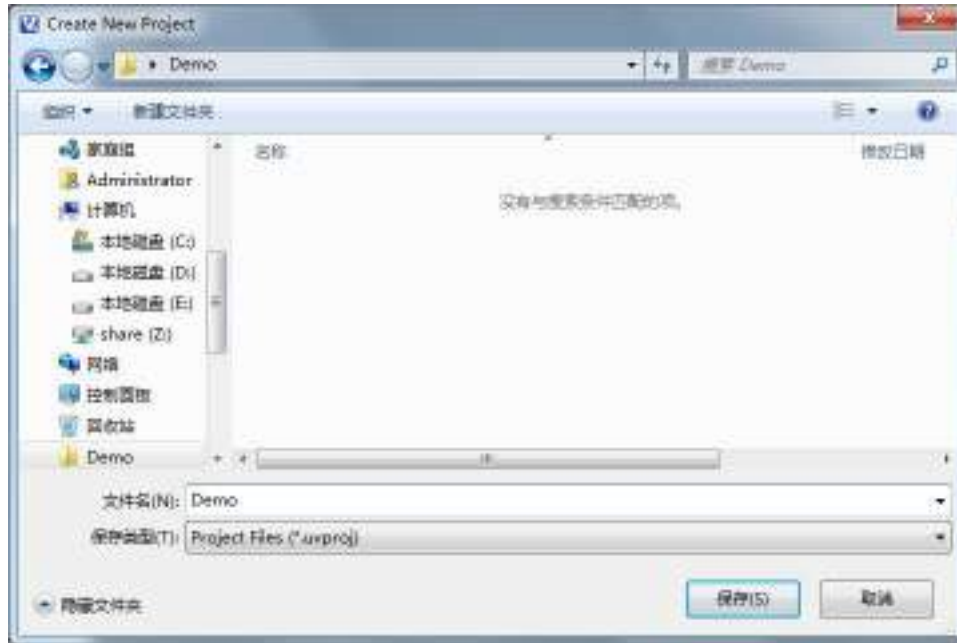 Create New Project
Demo
搜索 Demo
组织
新建文件夹
名称
修改日期
家庭组
Administrator
计算机
本地磁盘 (C:)
本地磁盘 (D:)
本地磁盘 (E:)
share (Z:)
网络
控制面板
回收站
Demo
没有与搜索条件匹配的项。
文件名(N): Demo
保存类型(T): Project Files (*.uvproj)
隐藏文件夹
保存(S)
取消